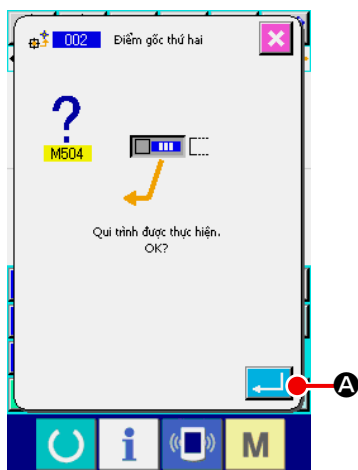 002 Điểm gốc thứ hai
?
M504
Qui trình được thực hiện.
OK?
A
i
M